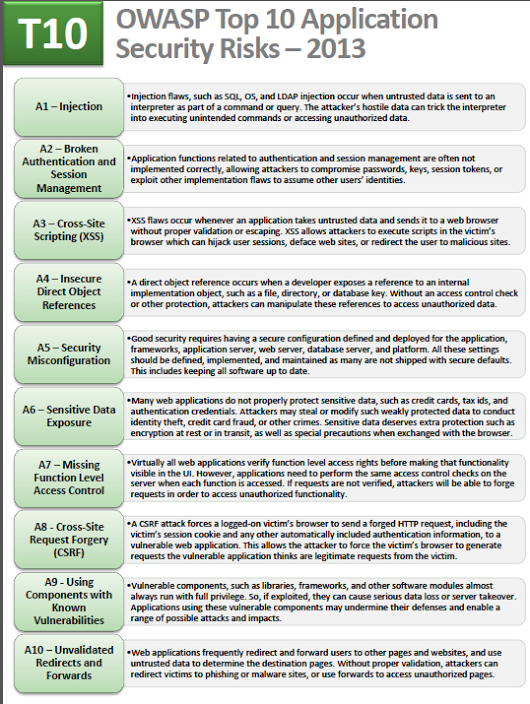 T10
OWASP Top 10 Application
Security Risks – 2013
A1 – Injection
•Injection flaws, such as SQL, OS, and LDAP injection occur when untrusted data is sent to an
interpreter as part of a command or query. The attacker's hostile data can trick the interpreter
into executing unintended commands or accessing unauthorized data.
A2 – Broken
Authentication and
Session
Management
•Application functions related to authentication and session management are often not
implemented correctly, allowing attackers to compromise passwords, keys, session tokens, or
exploit other implementation flaws to assume other users' identities.
A3 – Cross-Site
Scripting (XSS)
•XSS flaws occur whenever an application takes untrusted data and sends it to a web browser
without proper validation or escaping. XSS allows attackers to execute scripts in the victim's
browser which can hijack user sessions, deface web sites, or redirect the user to malicious sites.
A4 – Insecure
Direct Object
References
•A direct object reference occurs when a developer exposes a reference to an internal
implementation object, such as a file, directory, or database key. Without an access control check
or other protection, attackers can manipulate these references to access unauthorized data.
A5 – Security
Misconfiguration
•Good security requires having a secure configuration defined and deployed for the application,
frameworks, application server, web server, database server, and platform. All these settings
should be defined, implemented, and maintained as many are not shipped with secure defaults.
This includes keeping all software up to date.
A6 – Sensitive Data
Exposure
•Many web applications do not properly protect sensitive data, such as credit cards, tax ids, and
authentication credentials. Attackers may steal or modify such weakly protected data to conduct
identity theft, credit card fraud, or other crimes. Sensitive data deserves extra protection such as
encryption at rest or in transit, as well as special precautions when exchanged with the browser.
A7 – Missing
Function Level
Access Control
•Virtually all web applications verify function level access rights before making that functionality
visible in the UI. However, applications need to perform the same access control checks on the
server when each function is accessed. If requests are not verified, attackers will be able to forge
requests in order to access unauthorized functionality.
A8 - Cross-Site
Request Forgery
(CSRF)
•A CSRF attack forces a logged-on victim's browser to send a forged HTTP request, including the
victim's session cookie and any other automatically included authentication information, to a
vulnerable web application. This allows the attacker to force the victim's browser to generate
requests the vulnerable application thinks are legitimate requests from the victim.
A9 - Using
Components with
Known
Vulnerabilities
•Vulnerable components, such as libraries, frameworks, and other software modules almost
always run with full privilege. So, if exploited, they can cause serious data loss or server takeover.
Applications using these vulnerable components may undermine their defenses and enable a
range of possible attacks and impacts.
A10 – Unvalidated
Redirects and
Forwards
•Web applications frequently redirect and forward users to other pages and websites, and use
untrusted data to determine the destination pages. Without proper validation, attackers can
redirect victims to phishing or malware sites, or use forwards to access unauthorized pages.